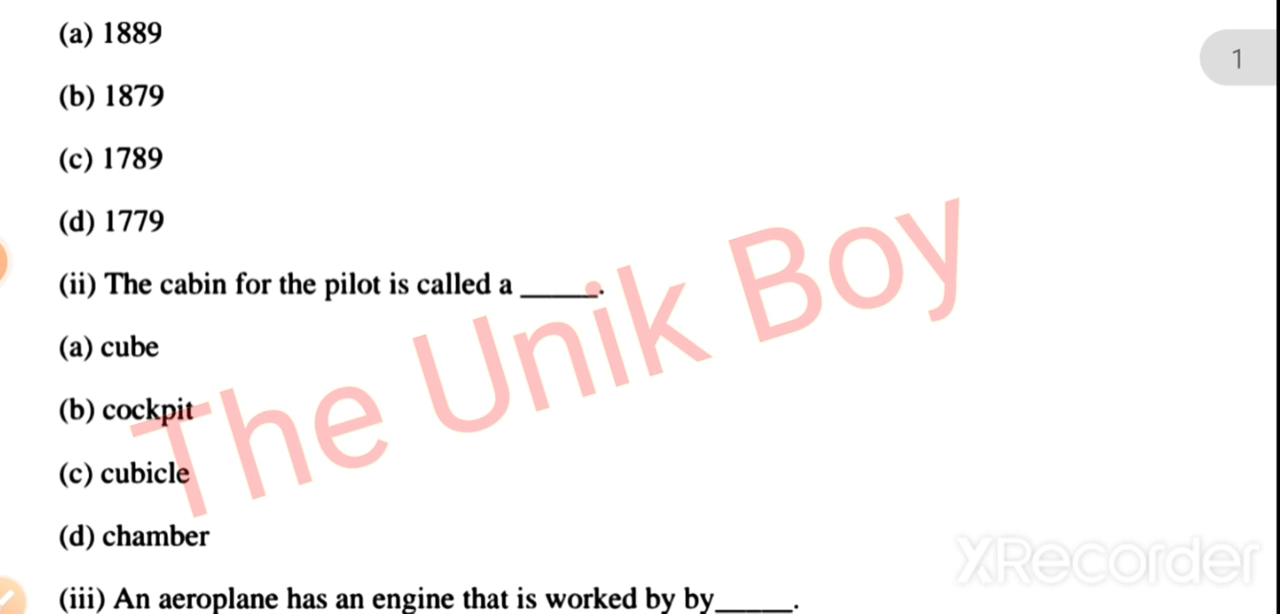 (a) 1889
1
(b) 1879
(c) 1789
(d) 1779
(ii) The cabin for the pilot is called a _____.
(a) cube
(b) cockpit
(c) cubicle
(d) chamber
(iii) An aeroplane has an engine that is worked by by_____.
The Unik Boy
XRecorder